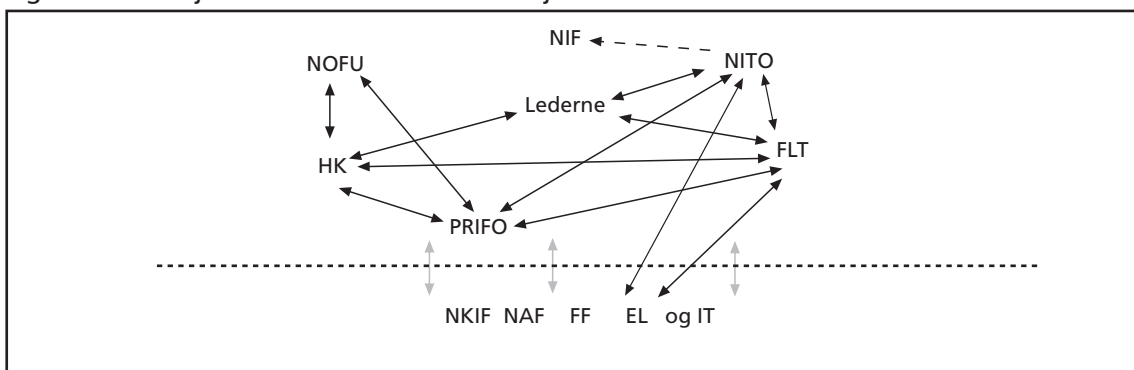 NIF
NOFU
NITO
Lederne
HK
FLT
PRIFO
NKIF NAF FF EL og IT